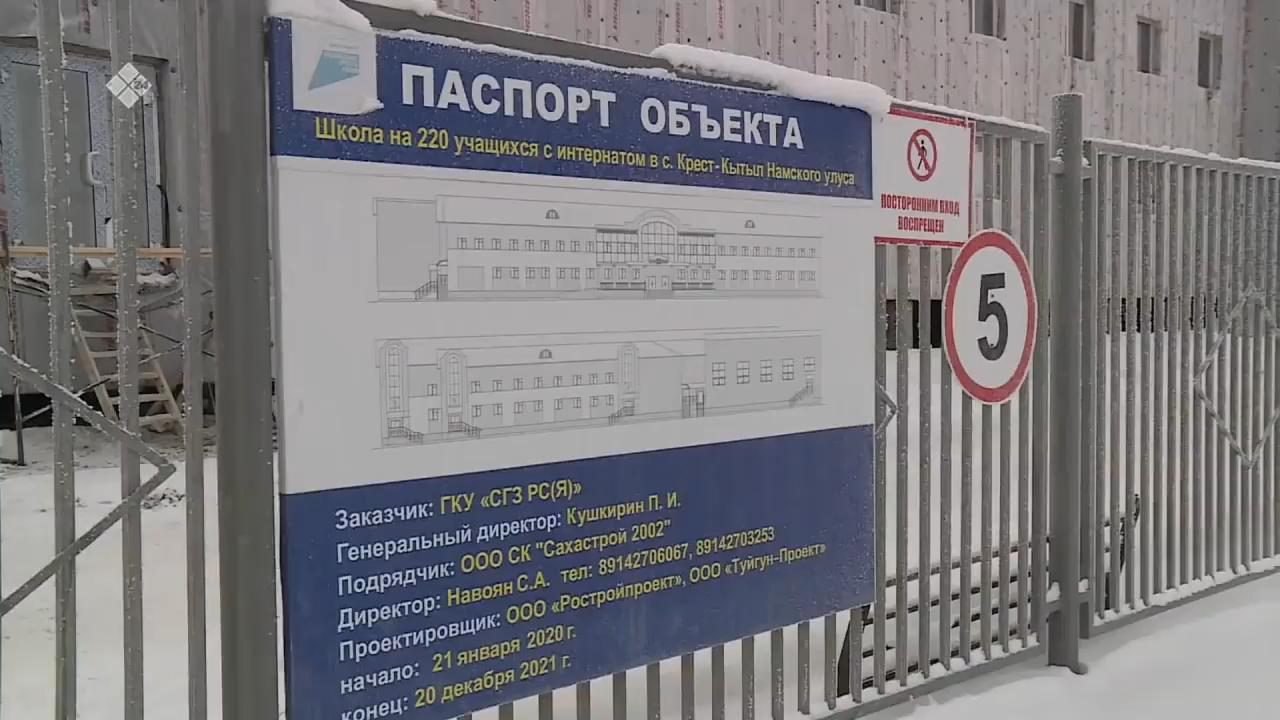 24
ПАСПОРТ ОБЪЕКТА
Школа на 220 учащихся с интернатом в с. Крест-Кытыл Намского улуса
ПОСТОРОННИМ ВХОД
ВОСПРЕЩЕН
5
Заказчик: ГКУ «СГЗ РС(Я)»
Генеральный директор: Кушкирин П. И.
Подрядчик: ООО СК "Сахастрой 2002"
Директор: Навоян С.А. тел: 89142706067, 89142703253
Проектировщик: ООО «Ростройпроект», ООО «Туйгун-Проект»
начало: 21 января 2020 г.
конец: 20 декабря 2021 г.